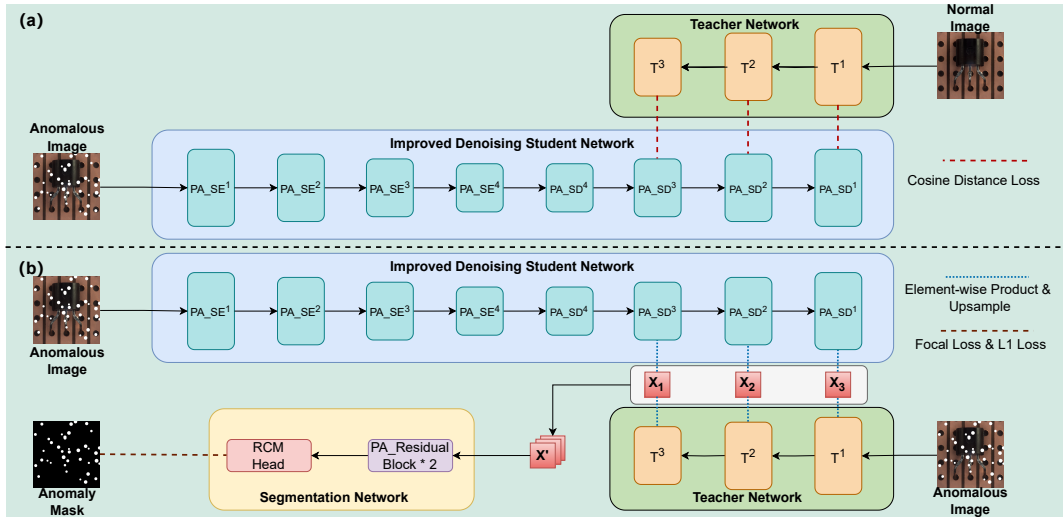 (a)
Teacher Network
Normal
Image
T3
T2
T1
Anomalous
Image
Improved Denoising Student Network
PA_SE1
PA_SE2
PA_SE3
PA_SE4
PA_SD4
PA_SD3
PA_SD2
PA_SD1
Cosine Distance Loss
(b)
Improved Denoising Student Network
PA_SE1
PA_SE2
PA_SE3
PA_SE4
PA_SD4
PA_SD3
PA_SD2
PA_SD1
Anomalous
Image
Element-wise Product &
Upsample
Focal Loss & L1 Loss
X1
X2
X3
RCM
Head
PA_Residual
Block * 2
X'
T3
T2
T1
Segmentation Network
Teacher Network
Anomaly
Mask
Anomalous
Image